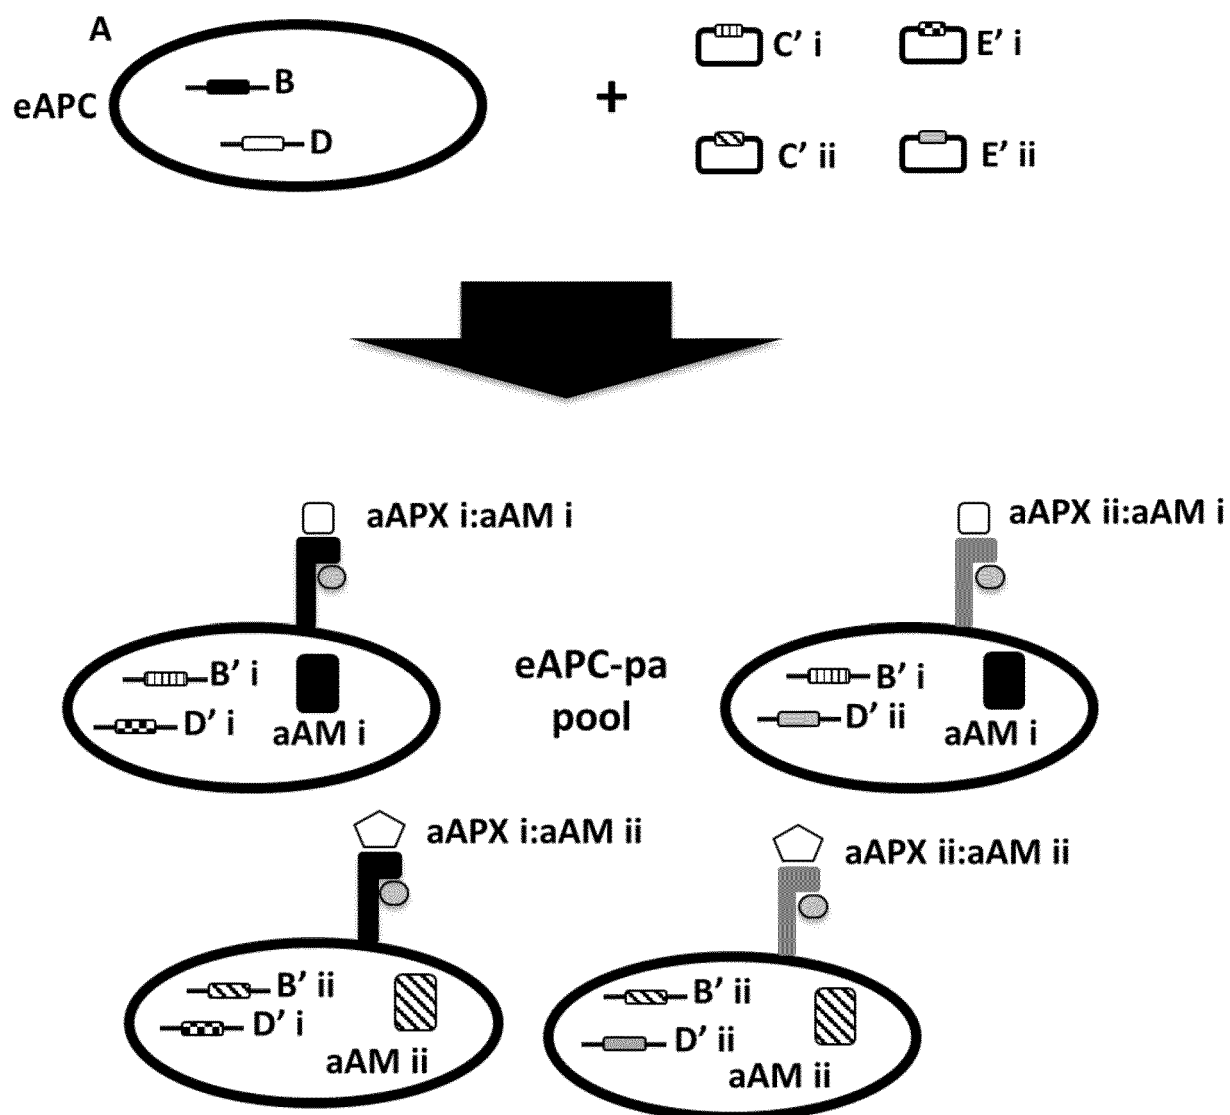 A
eAPC
B
D
+
C’ i
E’ i
C’ ii
E’ ii
aAPX i:aAM i
aAPX ii:aAM i
B’ i
D’ i
aAM i
eAPC-pa
pool
B’ i
D’ ii
aAM i
aAPX i:aAM ii
aAPX ii:aAM ii
B’ ii
D’ i
aAM ii
B’ ii
D’ ii
aAM ii